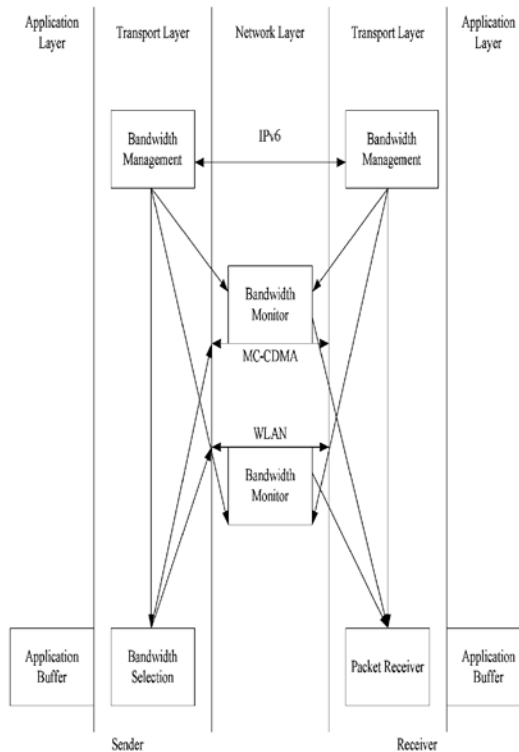 Application
Layer
Transport Layer
Network Layer
Transport Layer
Application
Layer
Bandwidth
Management
IPv6
Bandwidth
Management
Bandwidth
Monitor
MC-CDMA
WLAN
Bandwidth
Monitor
Application
Buffer
Bandwidth
Selection
Packet Receiver
Application
Buffer
Sender
Receiver